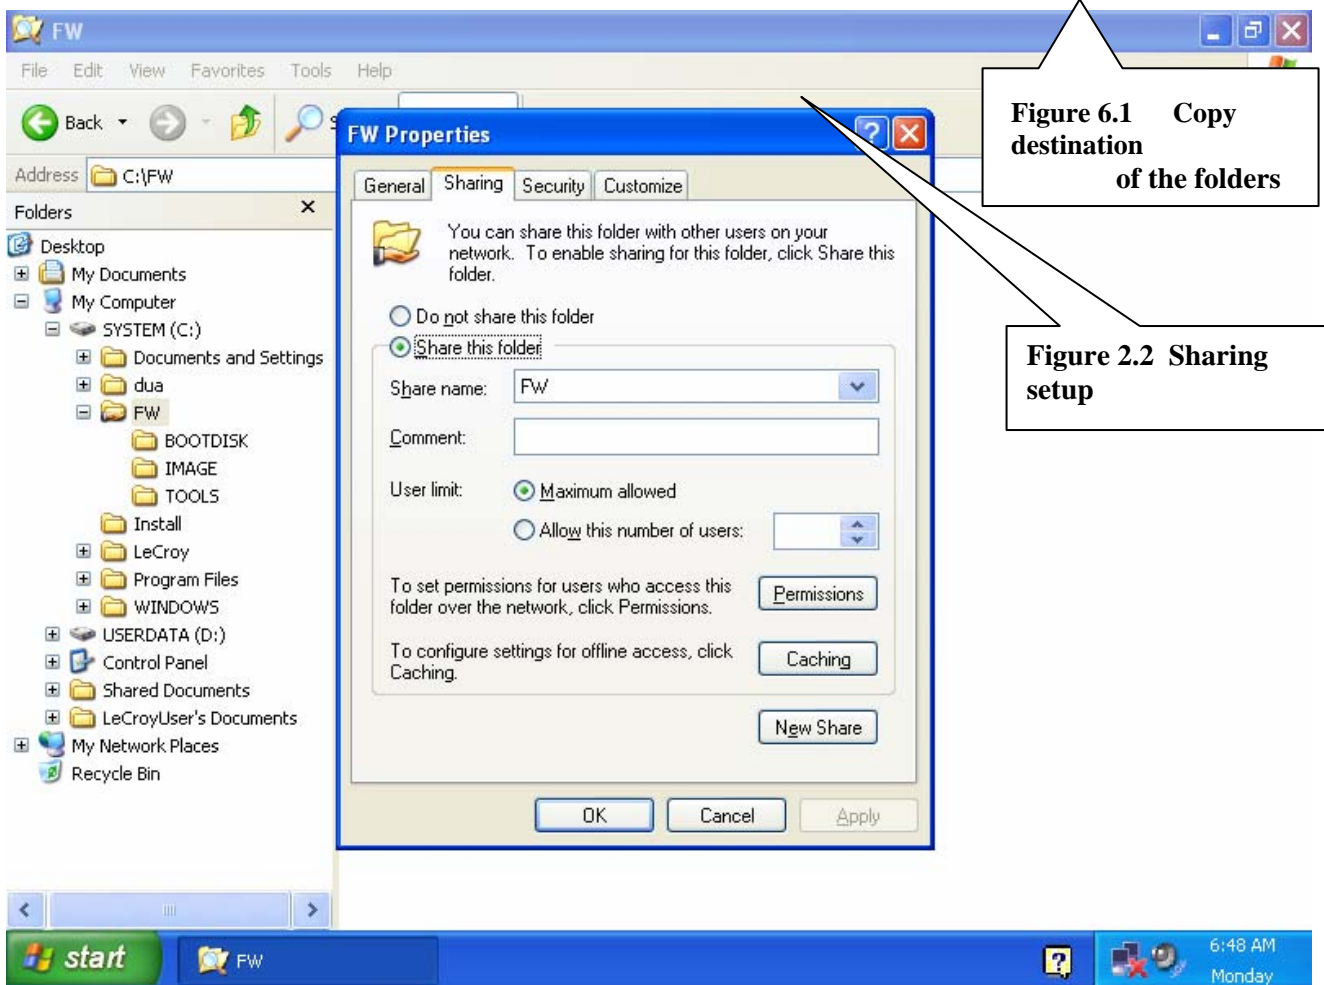 FW
File Edit View Favorites Tools Help
Back
Address C:\FW
Folders
Desktop
My Documents
My Computer
SYSTEM (C:)
Documents and Settings
dua
FW
BOOTDISK
IMAGE
TOOLS
Install
LeCroy
Program Files
WINDOWS
USERDATA (D:)
Control Panel
Shared Documents
LeCroyUser's Documents
My Network Places
Recycle Bin
FW Properties
General Sharing Security Customize
You can share this folder with other users on your
network. To enable sharing for this folder, click Share this
folder.
Do not share this folder
Share this folder
Share name: FW
Comment:
User limit: Maximum allowed
Allow this number of users:
To set permissions for users who access this
folder over the network, click Permissions.
Permissions
To configure settings for offline access, click
Caching.
Caching
New Share
OK Cancel Apply
Figure 6.1 Copy
destination
of the folders
Figure 2.2 Sharing
setup
start FW
6:48 AM
Monday